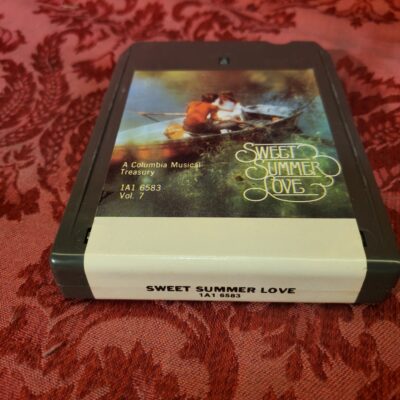 SWEET
SUMMER
LOVE
A Columbia Musical
Treasury
1A1 6583
Vol. 7
SWEET SUMMER LOVE
1A1 6583